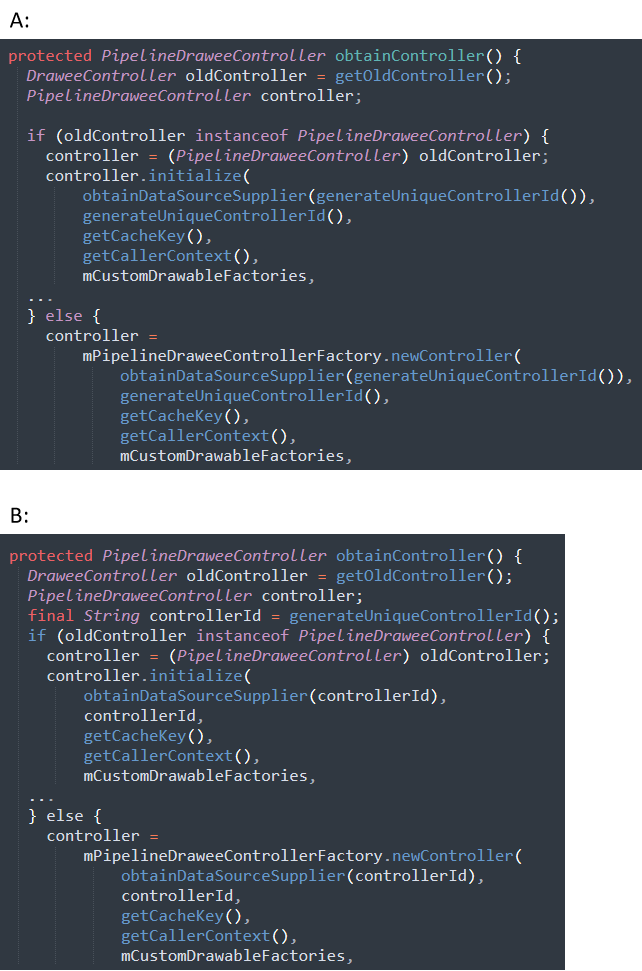 A:
protected PipelineDraweeController obtainController() {
DraweeController oldController = getOldController();
PipelineDraweeController controller;
if (oldController instanceof PipelineDraweeController) {
controller = (PipelineDraweeController) oldController;
controller.initialize(
obtainDataSourceSupplier(generateUniqueControllerId()),
generateUniqueControllerId(),
getCacheKey(),
getCallerContext(),
mCustomDrawableFactories,
...
} else {
controller =
mPipelineDraweeControllerFactory.newController(
obtainDataSourceSupplier(generateUniqueControllerId()),
generateUniqueControllerId(),
getCacheKey(),
getCallerContext(),
mCustomDrawableFactories,
B:
protected PipelineDraweeController obtainController() {
DraweeController oldController = getOldController();
PipelineDraweeController controller;
final String controllerId = generateUniqueControllerId();
if (oldController instanceof PipelineDraweeController) {
controller = (PipelineDraweeController) oldController;
controller.initialize(
obtainDataSourceSupplier(controllerId),
controllerId,
getCacheKey(),
getCallerContext(),
mCustomDrawableFactories,
...
} else {
controller =
mPipelineDraweeControllerFactory.newController(
obtainDataSourceSupplier(controllerId),
controllerId,
getCacheKey(),
getCallerContext(),
mCustomDrawableFactories,